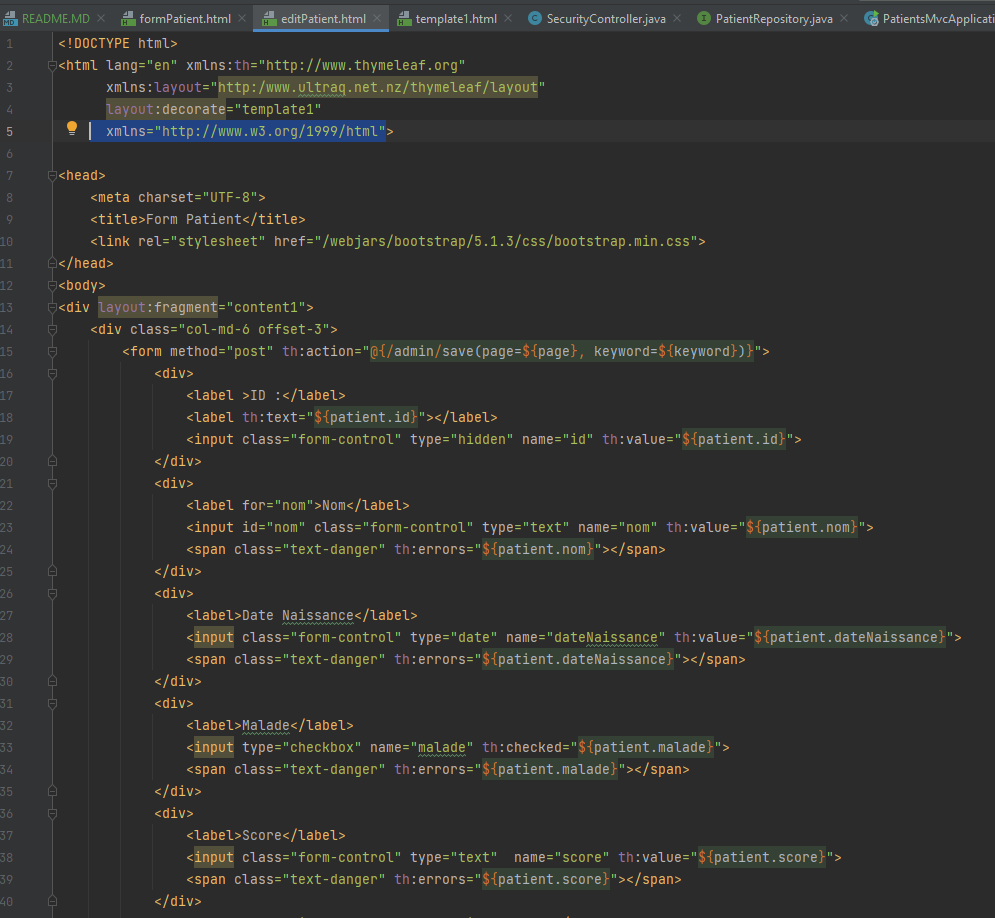 README.MD × formPatient.html × editPatient.html × template1.html × SecurityController.java × PatientRepository.java × PatientsMvcApplicati
1 <!DOCTYPE html>
2 <html lang="en" xmlns:th="http://www.thymeleaf.org"
3 xmlns:layout="http:/www.ultraq.net.nz/thymeleaf/layout"
4 layout:decorate="template1"
5 xmlns="http://www.w3.org/1999/html">
6
7 <head>
8 <meta charset="UTF-8">
9 <title>Form Patient</title>
10 <link rel="stylesheet" href="/webjars/bootstrap/5.1.3/css/bootstrap.min.css">
11 </head>
12 <body>
13 <div layout:fragment="content1">
14 <div class="col-md-6 offset-3">
15 <form method="post" th:action="@{/admin/save(page=${page}, keyword=${keyword})}">
16 <div>
17 <label >ID :</label>
18 <label th:text="${patient.id}"></label>
19 <input class="form-control" type="hidden" name="id" th:value="${patient.id}">
20 </div>
21 <div>
22 <label for="nom">Nom</label>
23 <input id="nom" class="form-control" type="text" name="nom" th:value="${patient.nom}">
24 <span class="text-danger" th:errors="${patient.nom}"></span>
25 </div>
26 <div>
27 <label>Date Naissance</label>
28 <input class="form-control" type="date" name="dateNaissance" th:value="${patient.dateNaissance}">
29 <span class="text-danger" th:errors="${patient.dateNaissance}"></span>
30 </div>
31 <div>
32 <label>Malade</label>
33 <input type="checkbox" name="malade" th:checked="${patient.malade}">
34 <span class="text-danger" th:errors="${patient.malade}"></span>
35 </div>
36 <div>
37 <label>Score</label>
38 <input class="form-control" type="text"  name="score" th:value="${patient.score}">
39 <span class="text-danger" th:errors="${patient.score}"></span>
40 </div>